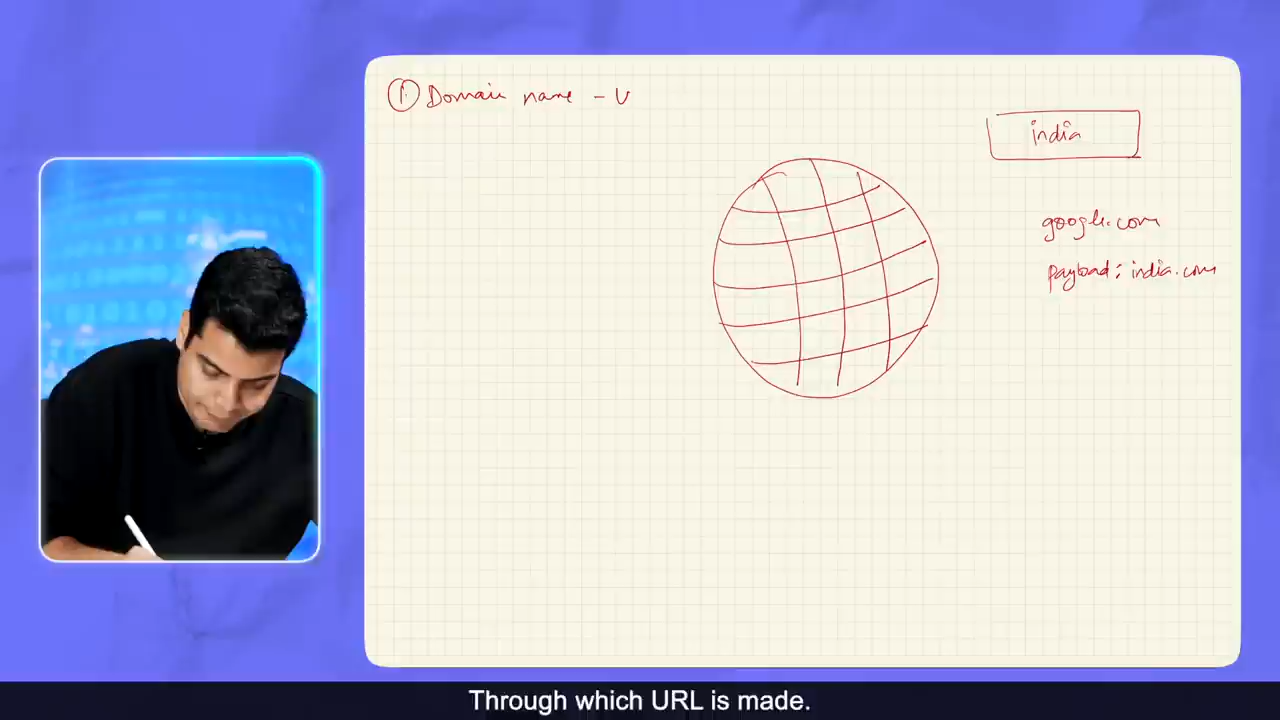 ① Domain name - U
india
google.com
payload: india.com
Through which URL is made.